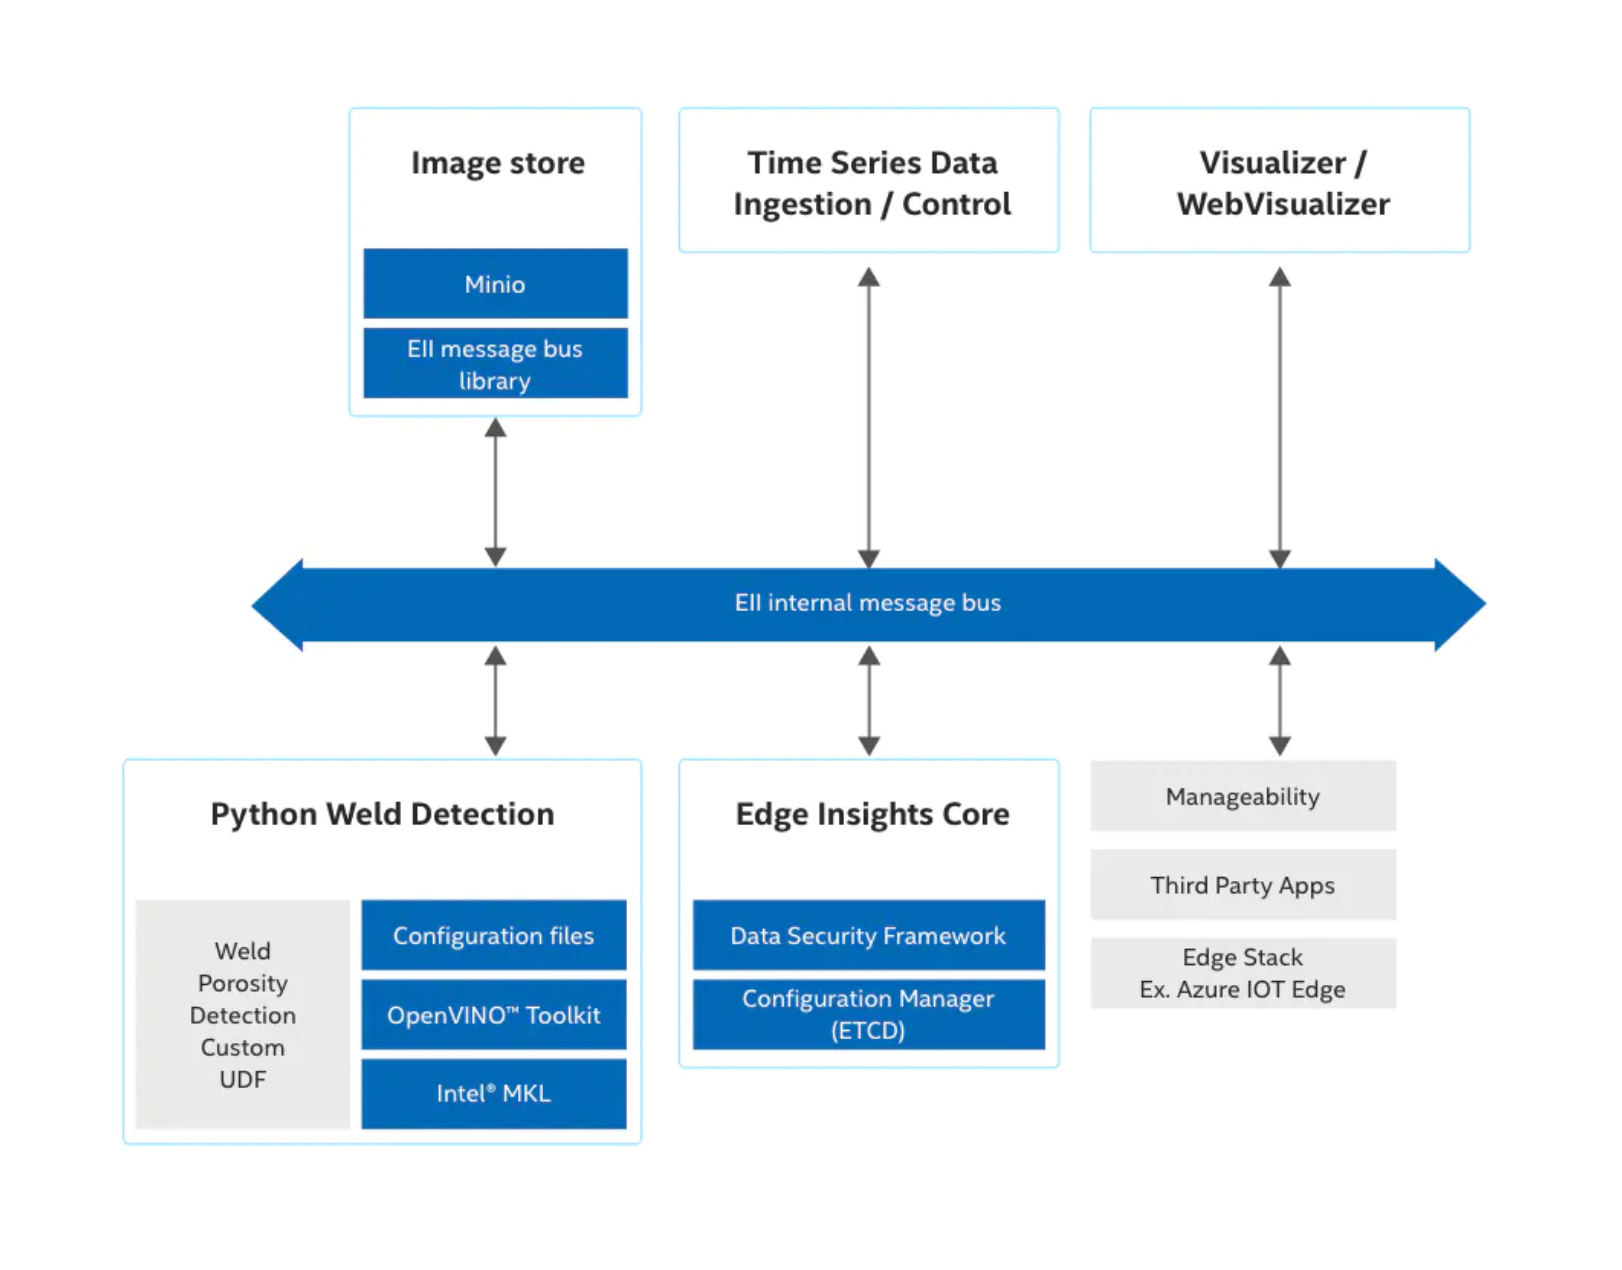 Image store
Minio
EII message bus
library
Time Series Data
Ingestion / Control
Visualizer /
WebVisualizer
EII internal message bus
Python Weld Detection
Weld
Porosity
Detection
Custom
UDF
Configuration files
OpenVINO™ Toolkit
Intel® MKL
Edge Insights Core
Data Security Framework
Configuration Manager
(ETCD)
Manageability
Third Party Apps
Edge Stack
Ex. Azure IOT Edge